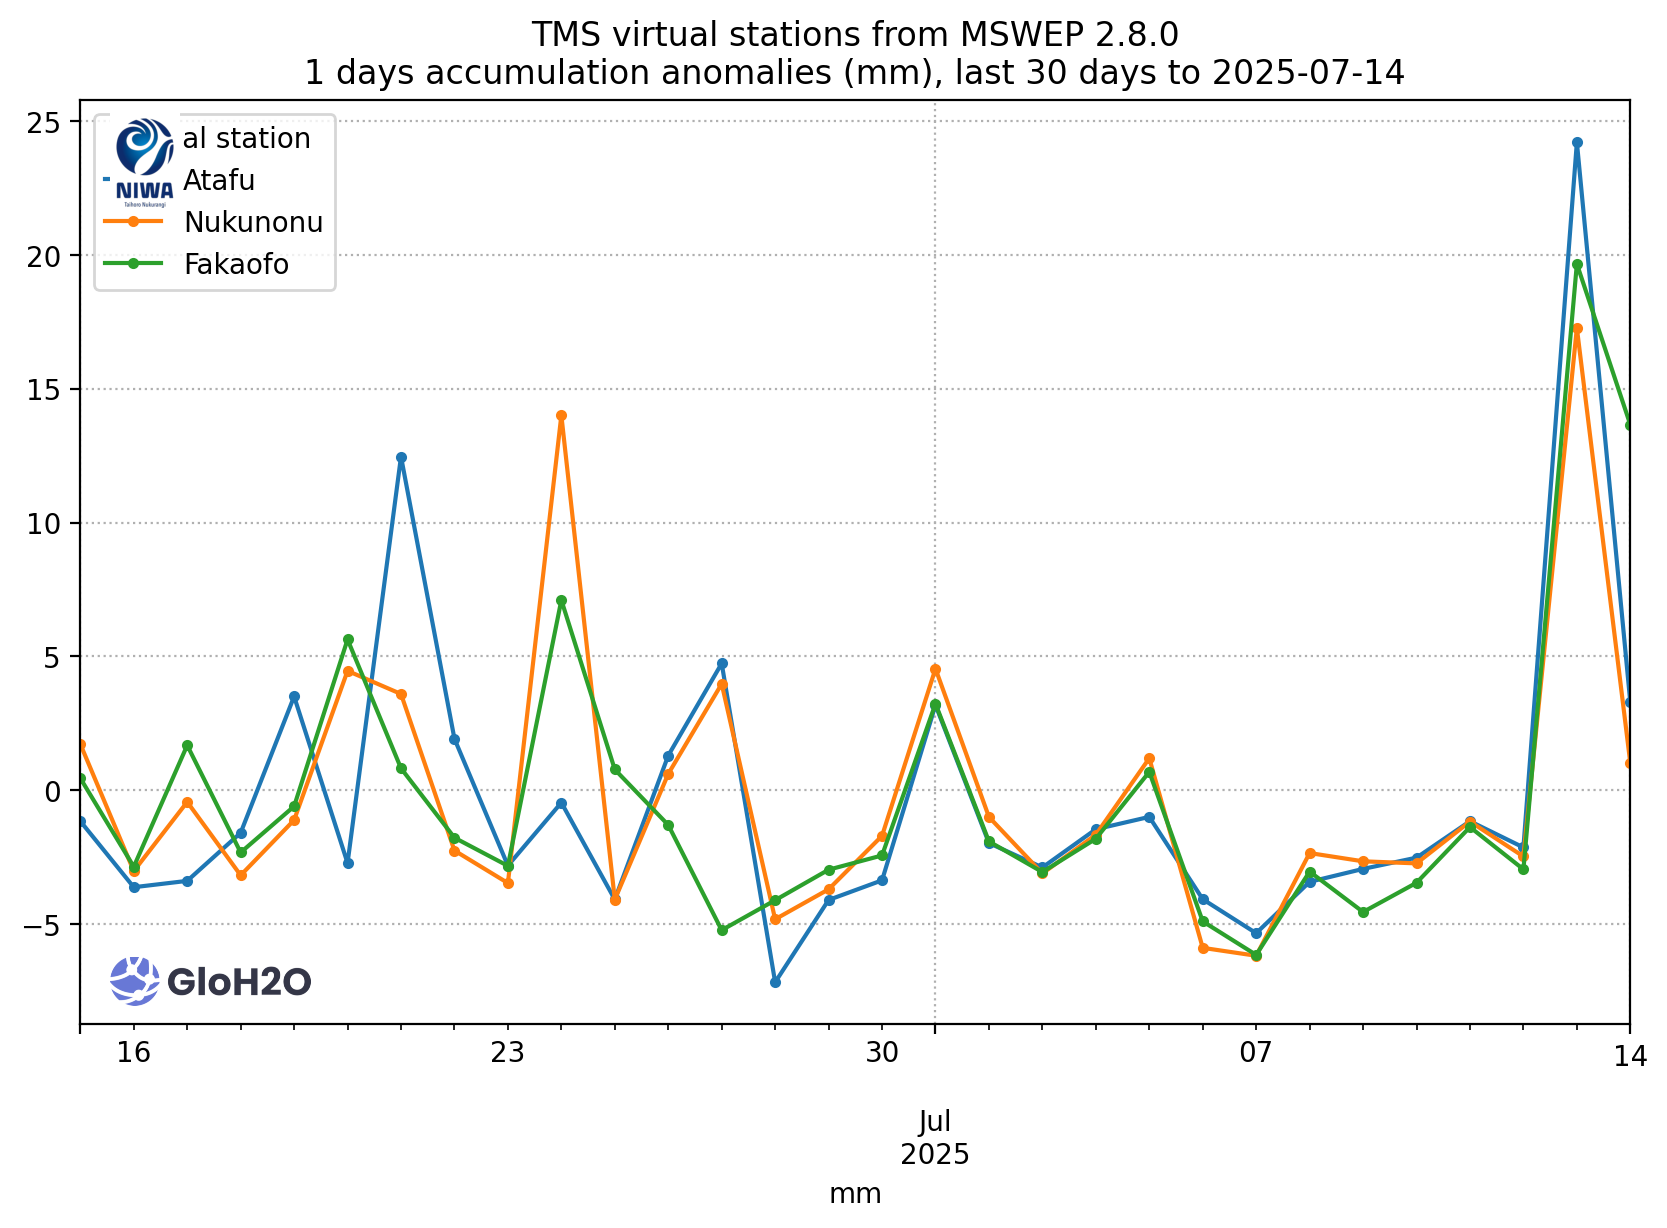 TMS virtual stations from MSWEP 2.8.0
1 days accumulation anomalies (mm), last 30 days to 2025-07-14
25
20
15
10
5
0
−5
al station
Atafu
Nukunonu
Fakaofo
NIWA
Taihoro Nukurangi
GloH2O
16
23
30
07
14
Jul
2025
mm